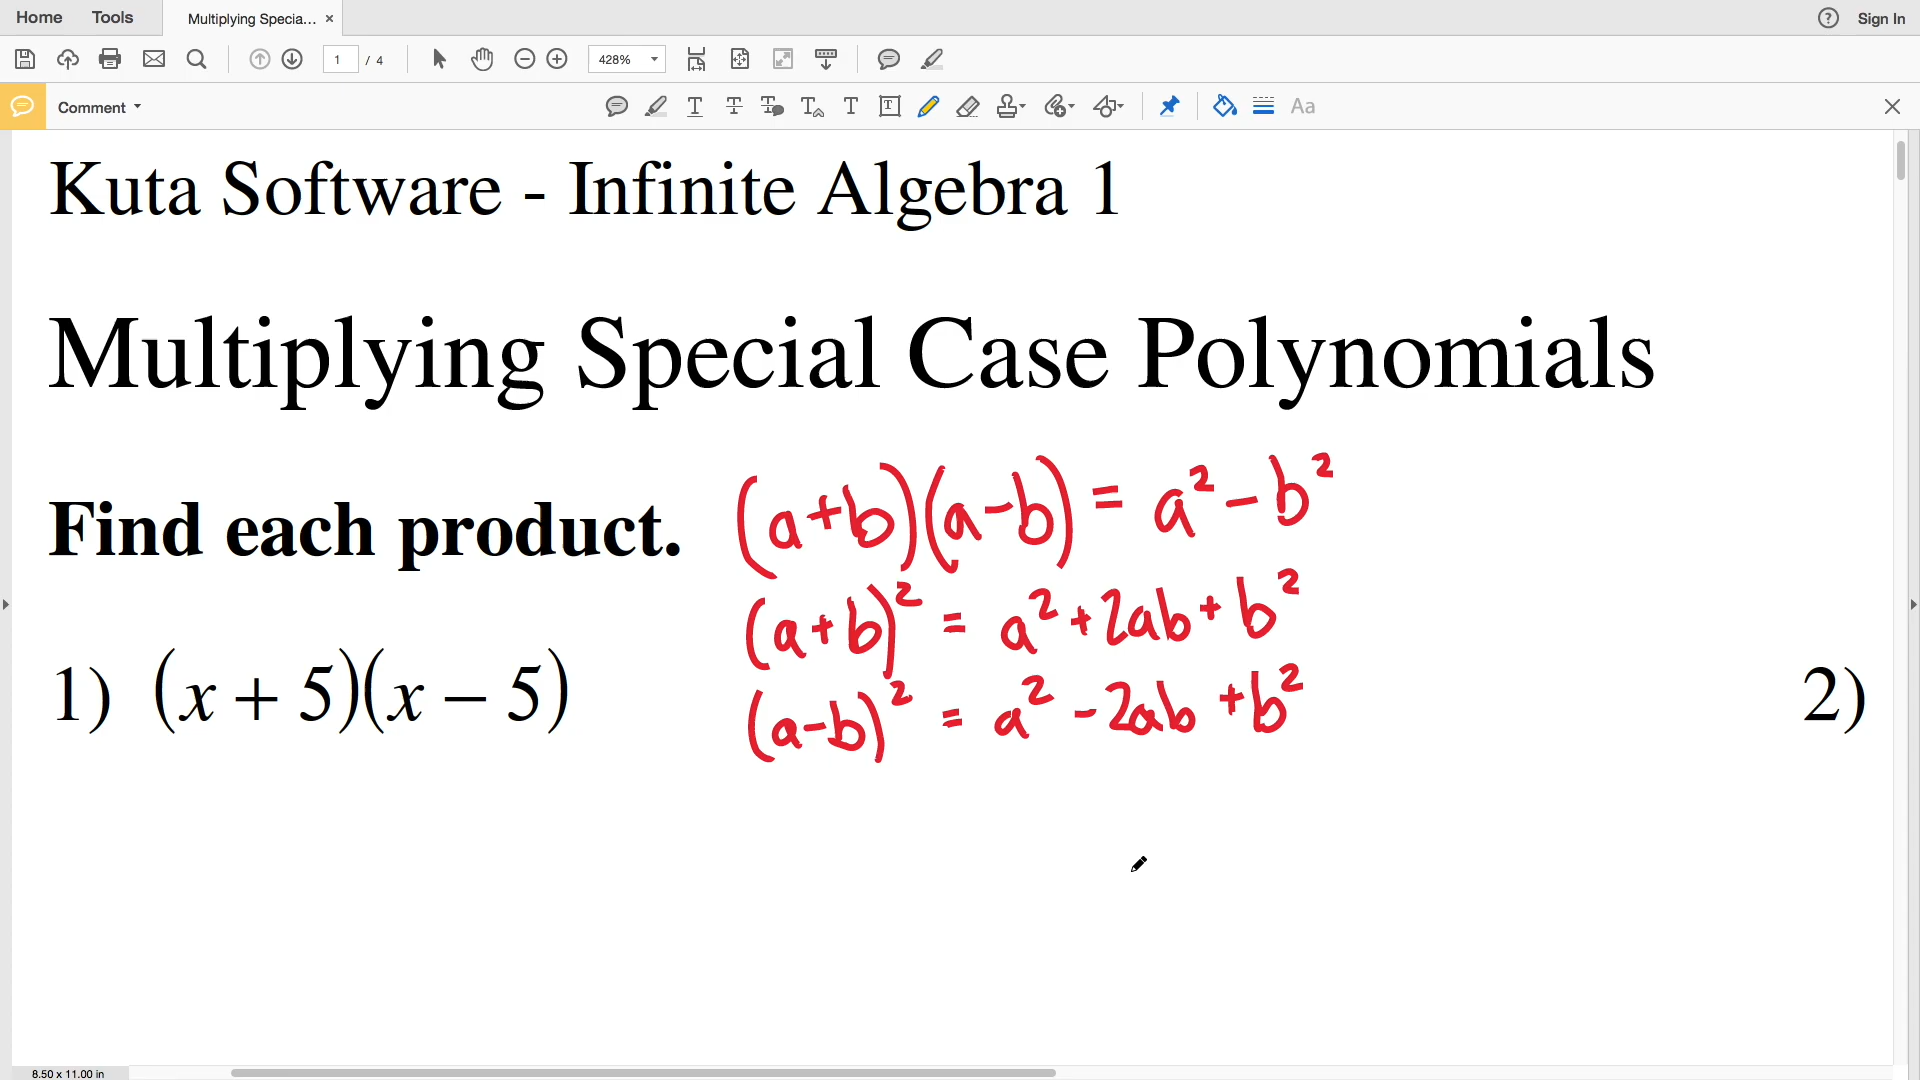 Home Tools Multiplying Specia... × ? Sign In
1 / 4 428%
Comment T T T T T T Aa
Kuta Software - Infinite Algebra 1
Multiplying Special Case Polynomials
Find each product. (a+b)(a-b) = a² - b²
(a+b)² = a² + 2ab + b²
1) (x + 5)(x − 5) 2)
(a-b)² = a² - 2ab + b²
8.50 x 11.00 in